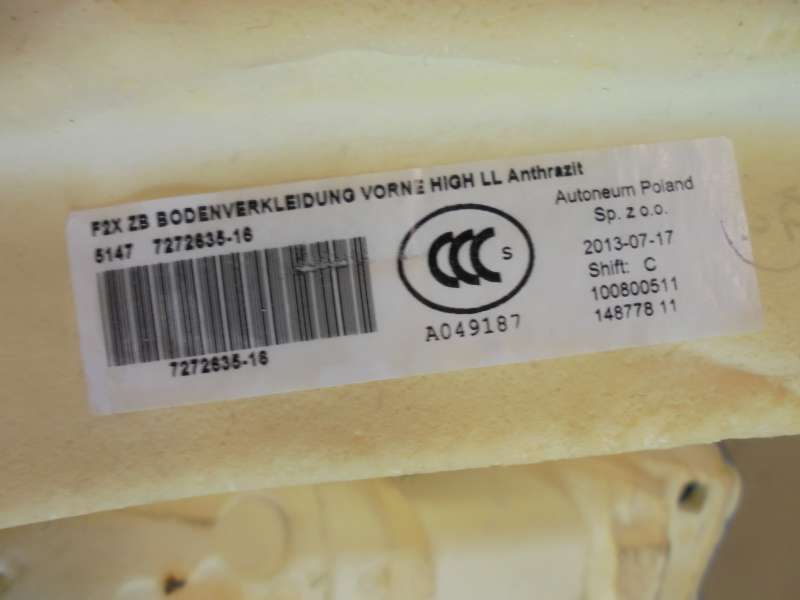 F2X ZB BODENVERKLEIDUNG VORNE HIGH LL Anthrazit
5147 7272635-16
7272635-16
CCC S
A049187
Autoneum Poland
Sp. z o.o.
2013-07-17
Shift: C
100800511
148778 11